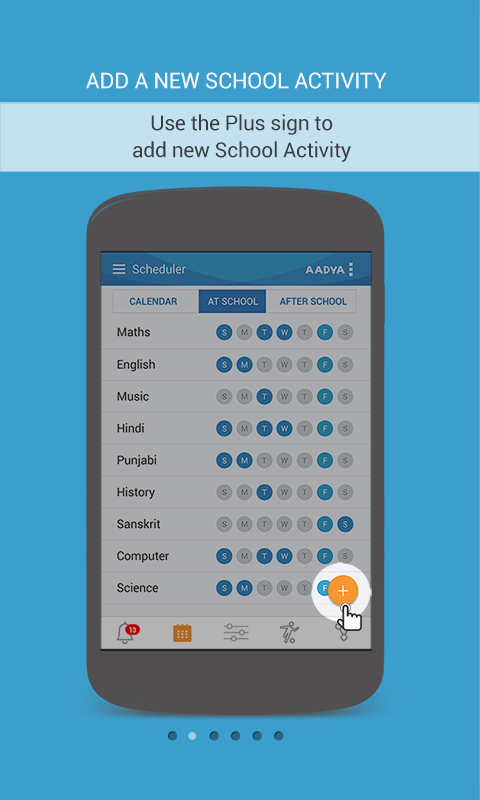 ADD A NEW SCHOOL ACTIVITY
Use the Plus sign to
add new School Activity
Scheduler AADYA
CALENDAR AT SCHOOL AFTER SCHOOL
Maths S M T W T F S
English S M T W T F S
Music S M T W T F S
Hindi S M T W T F S
Punjabi S M T W T F S
History S M T W T F S
Sanskrit S M T W T F S
Computer S M T W T F S
Science S M T W T F +
13